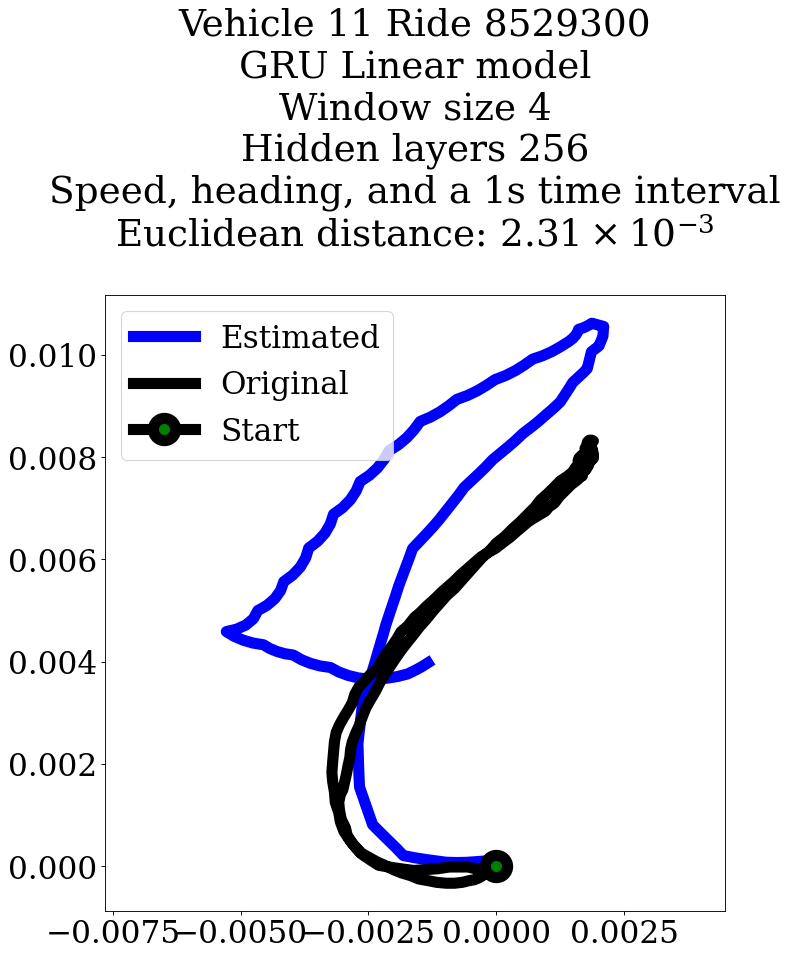 Vehicle 11 Ride 8529300
GRU Linear model
Window size 4
Hidden layers 256
Speed, heading, and a 1s time interval
Euclidean distance: 2.31 × 10⁻³
Estimated
Original
Start
0.010
0.008
0.006
0.004
0.002
0.000
−0.0075 −0.0050 −0.0025 0.0000 0.0025